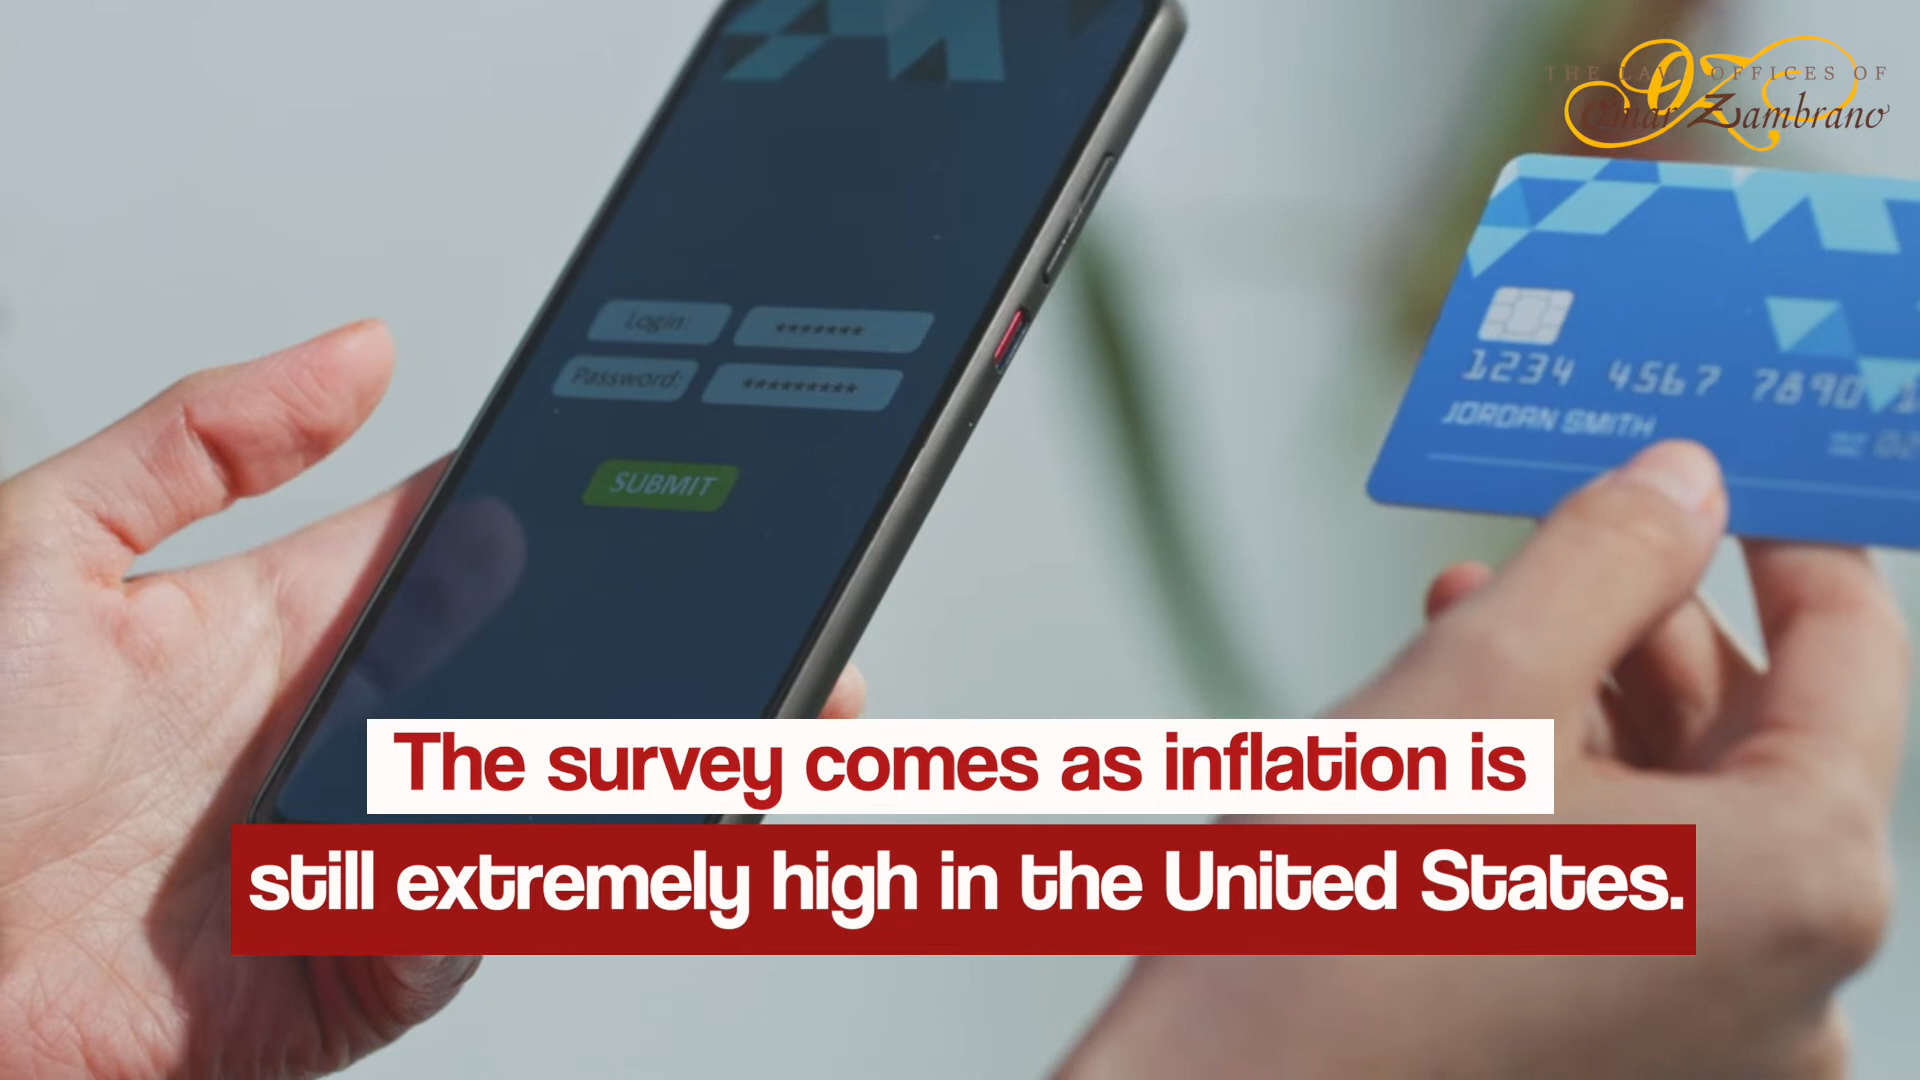 THE LAW OFFICES OF
Omar Zambrano
Login: *******
Password: *********
SUBMIT
1234 4567 7890 1
JORDAN SMITH
The survey comes as inflation is
still extremely high in the United States.